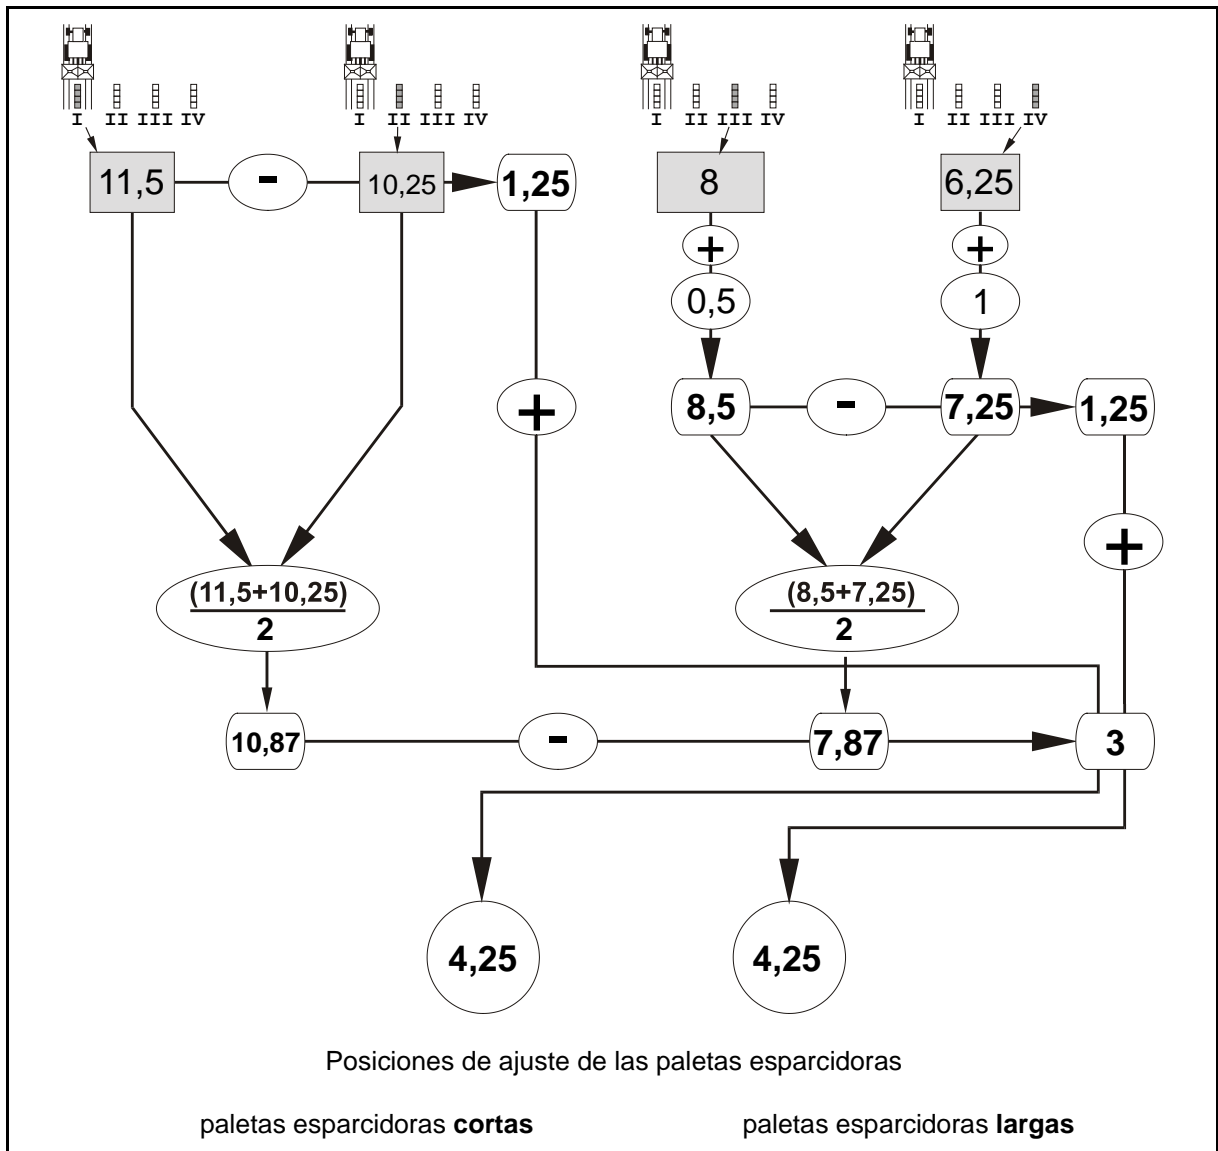 I II III IV I II III IV I II III IV I II III IV
11,5 - 10,25 1,25 8 6,25
+ +
0,5 1
8,5 - 7,25 1,25
+
+
(11,5+10,25) (8,5+7,25)
2 2
10,87 - 7,87 3
4,25 4,25
Posiciones de ajuste de las paletas esparcidoras
paletas esparcidoras cortas paletas esparcidoras largas